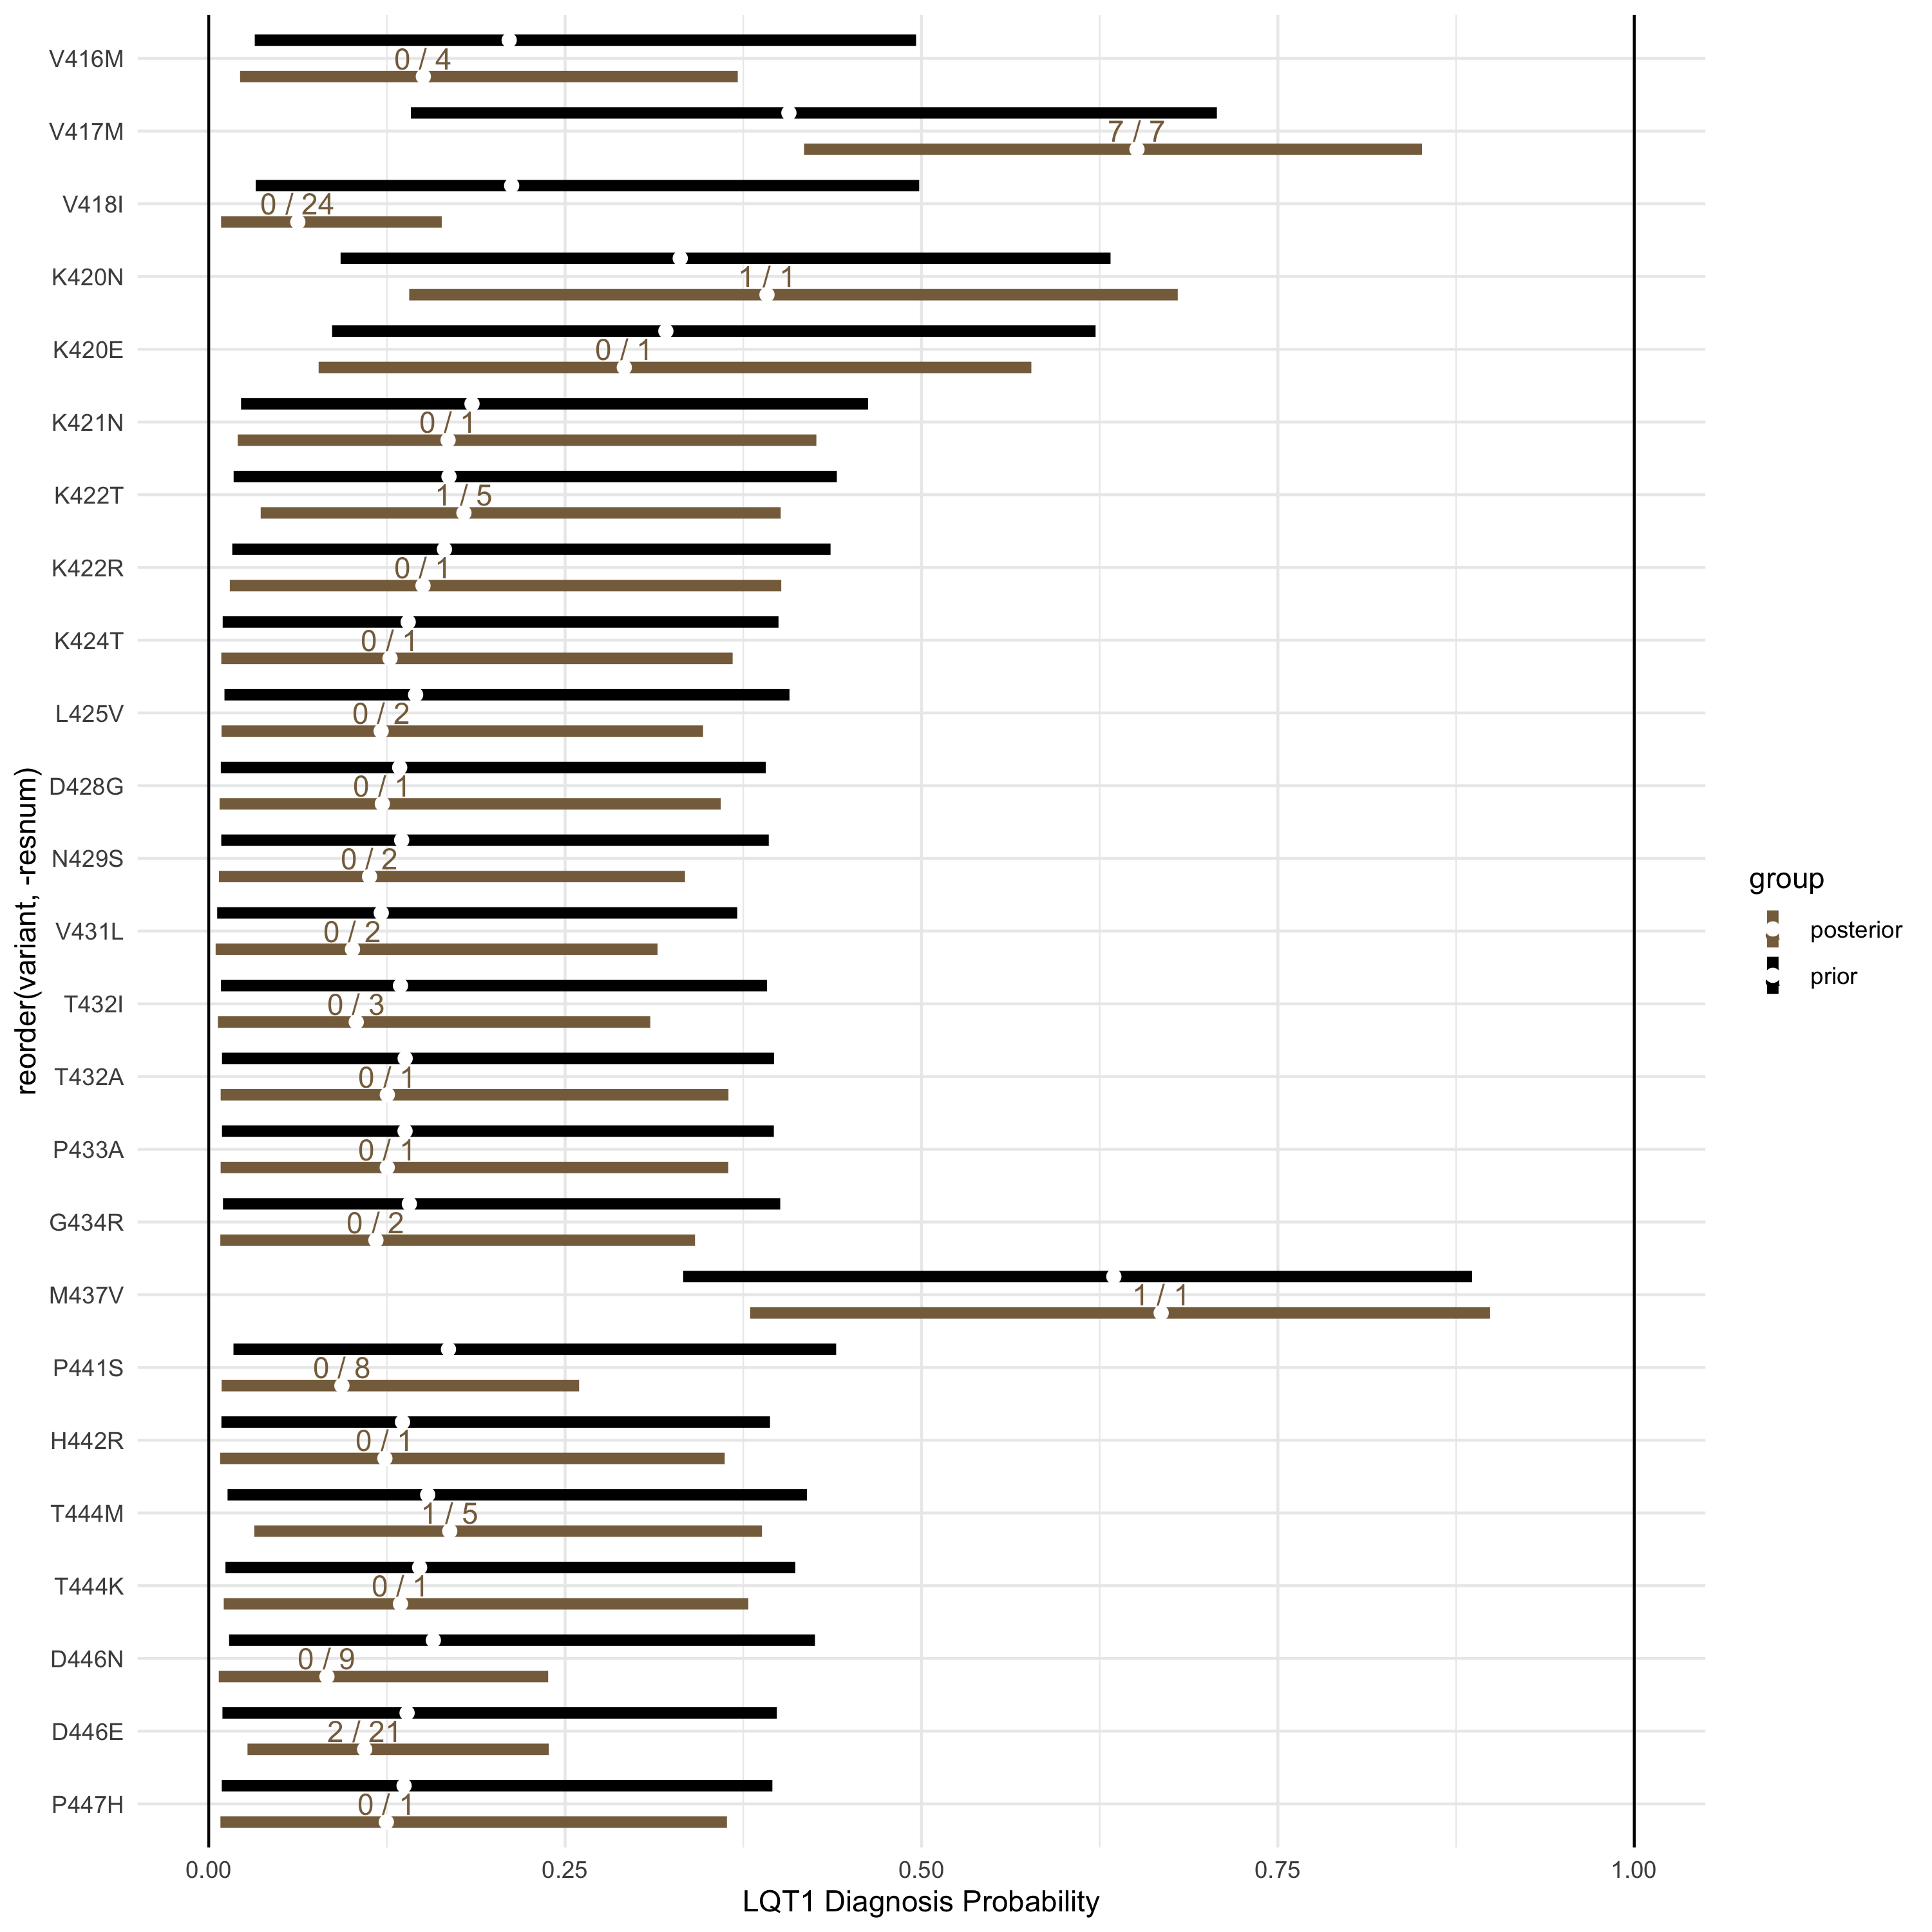 V416M
0 / 4
V417M
7 / 7
V418I
0 / 24
K420N
1 / 1
K420E
0 / 1
K421N
0 / 1
K422T
1 / 5
K422R
0 / 1
K424T
0 / 1
L425V
0 / 2
D428G
0 / 1
N429S
0 / 2
V431L
0 / 2
T432I
0 / 3
T432A
0 / 1
P433A
0 / 1
G434R
0 / 2
M437V
1 / 1
P441S
0 / 8
H442R
0 / 1
T444M
1 / 5
T444K
0 / 1
D446N
0 / 9
D446E
2 / 21
P447H
0 / 1
reorder(variant, -resnum)
0.00 0.25 0.50 0.75 1.00
LQT1 Diagnosis Probability
group
posterior
prior